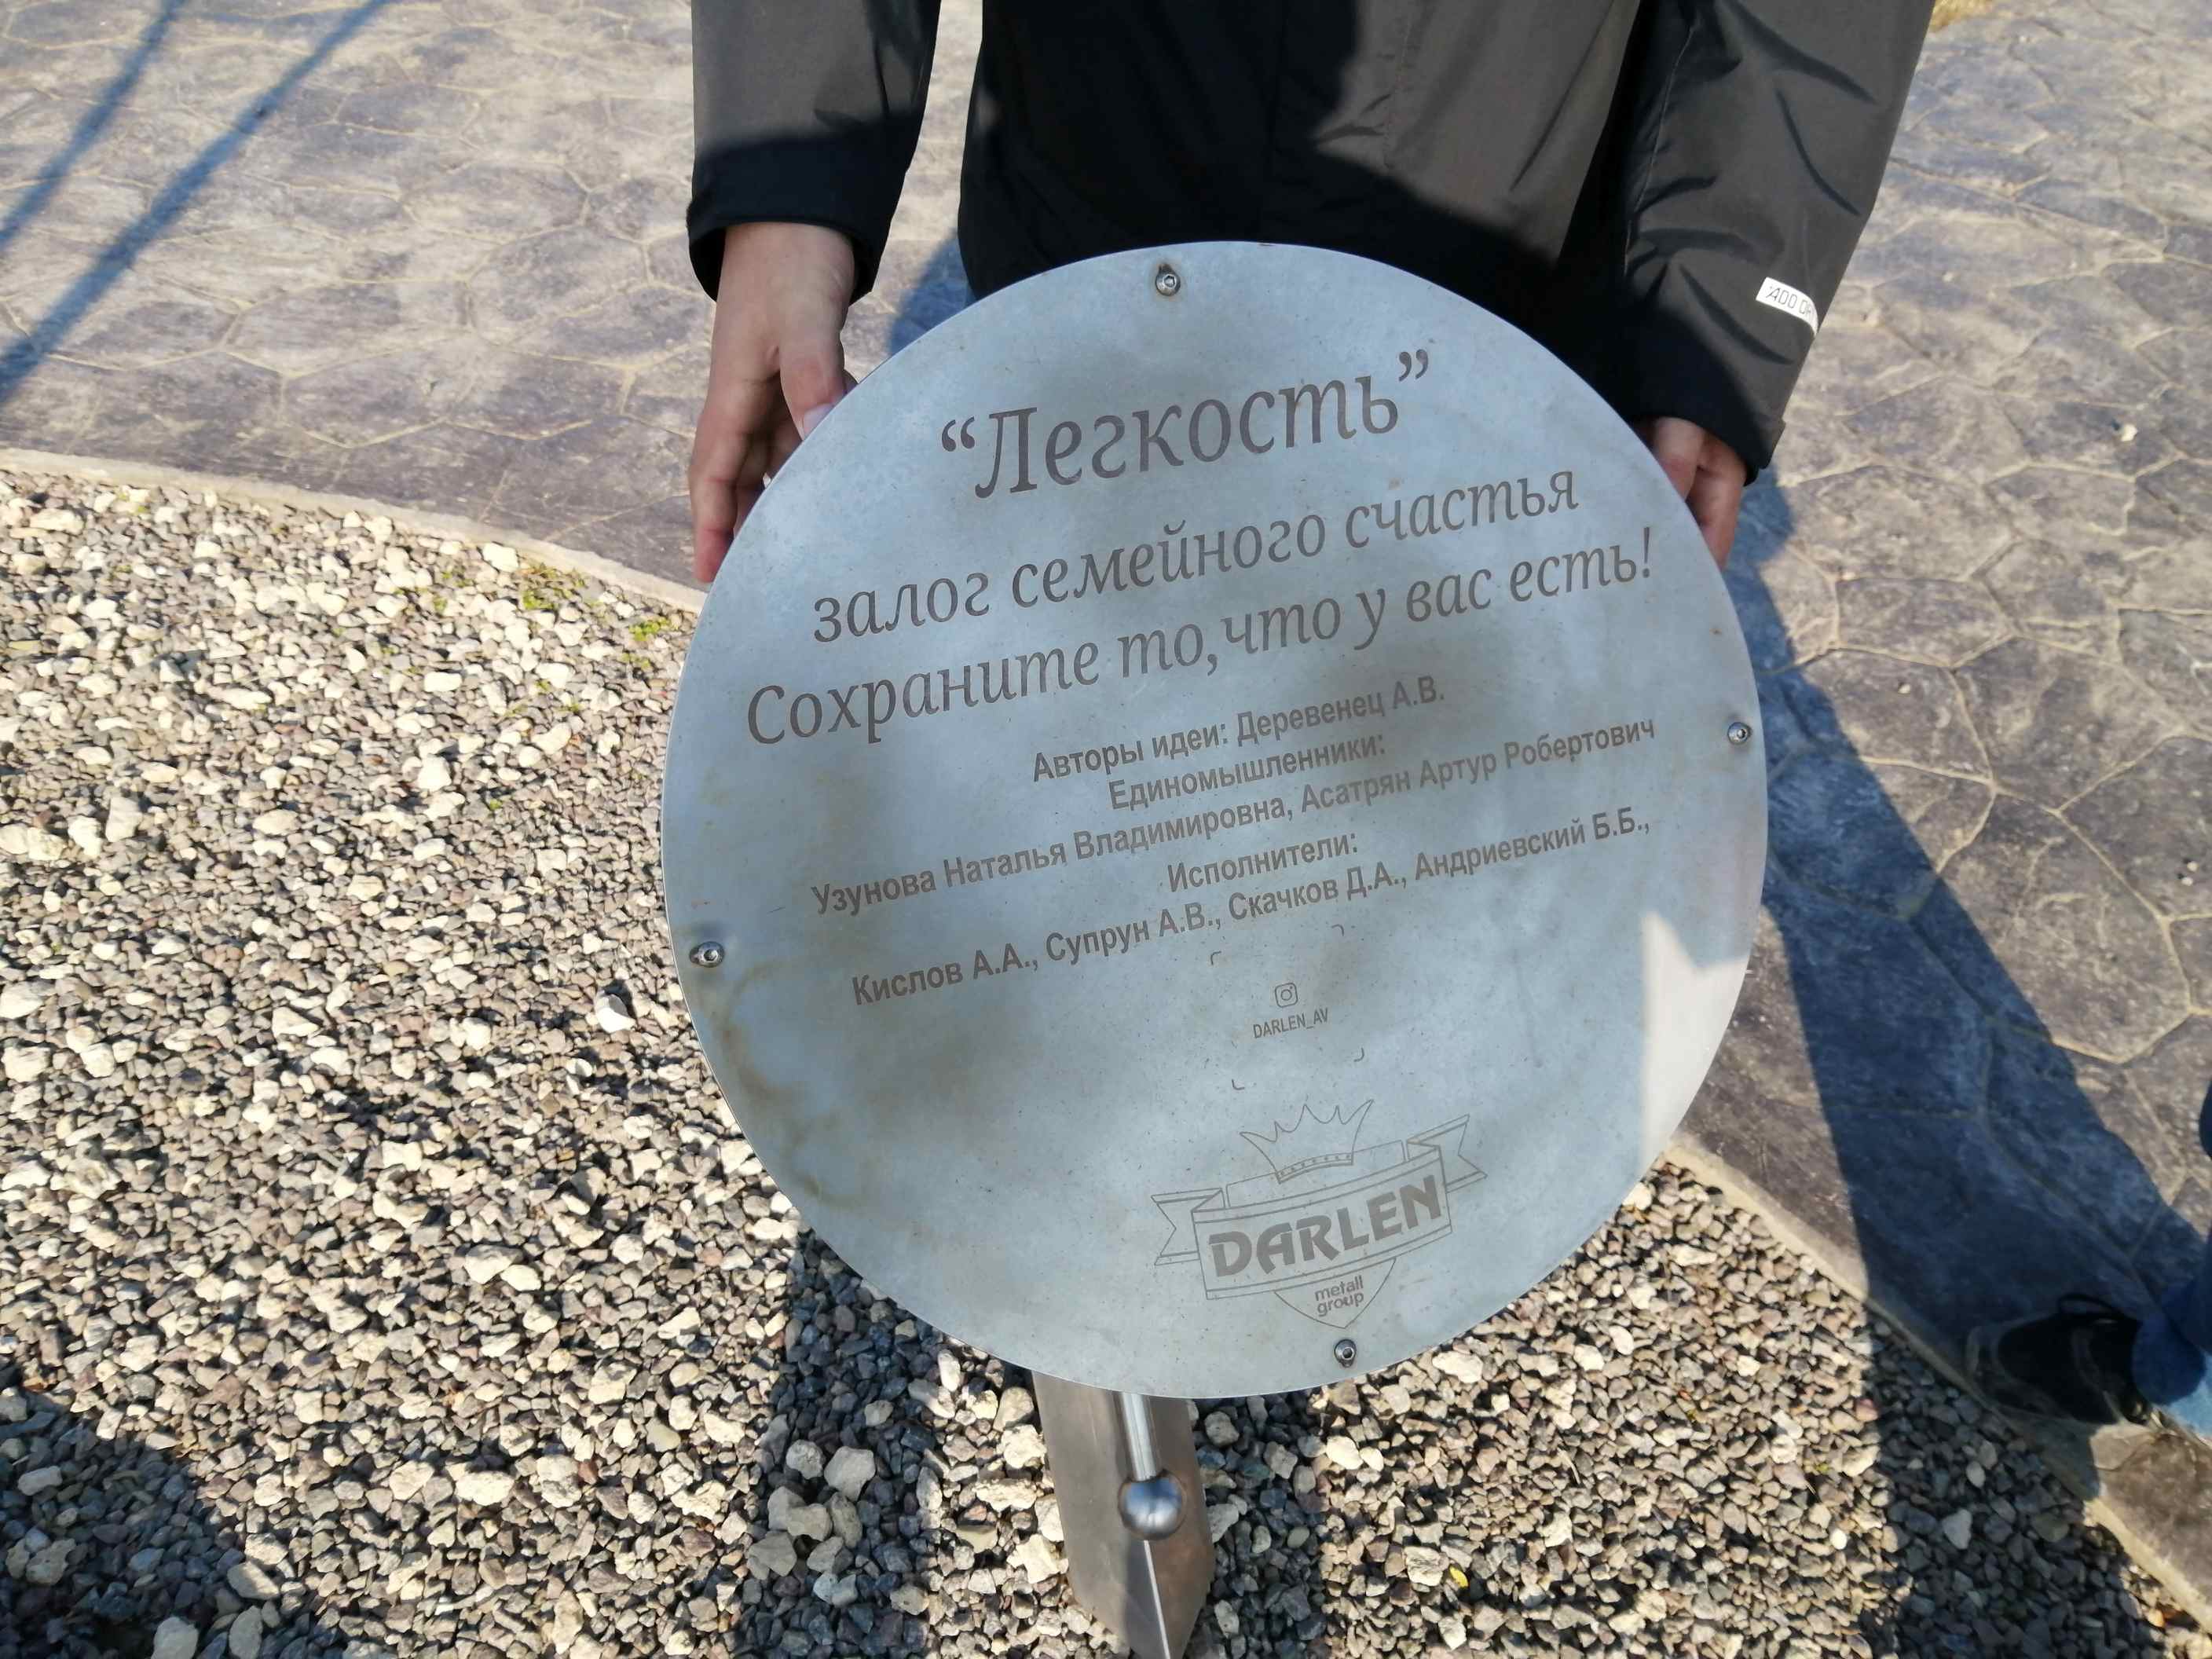 “Легкость”
залог семейного счастья
Сохраните то, что у вас есть!
Авторы идеи: Деревенец А.В.
Единомышленники:
Узунова Наталья Владимировна, Асатрян Артур Робертович
Исполнители:
Кислов А.А., Супрун А.В., Скачков Д.А., Андриевский Б.Б.,
DARLEN_AV
DARLEN
metall
group
ADD